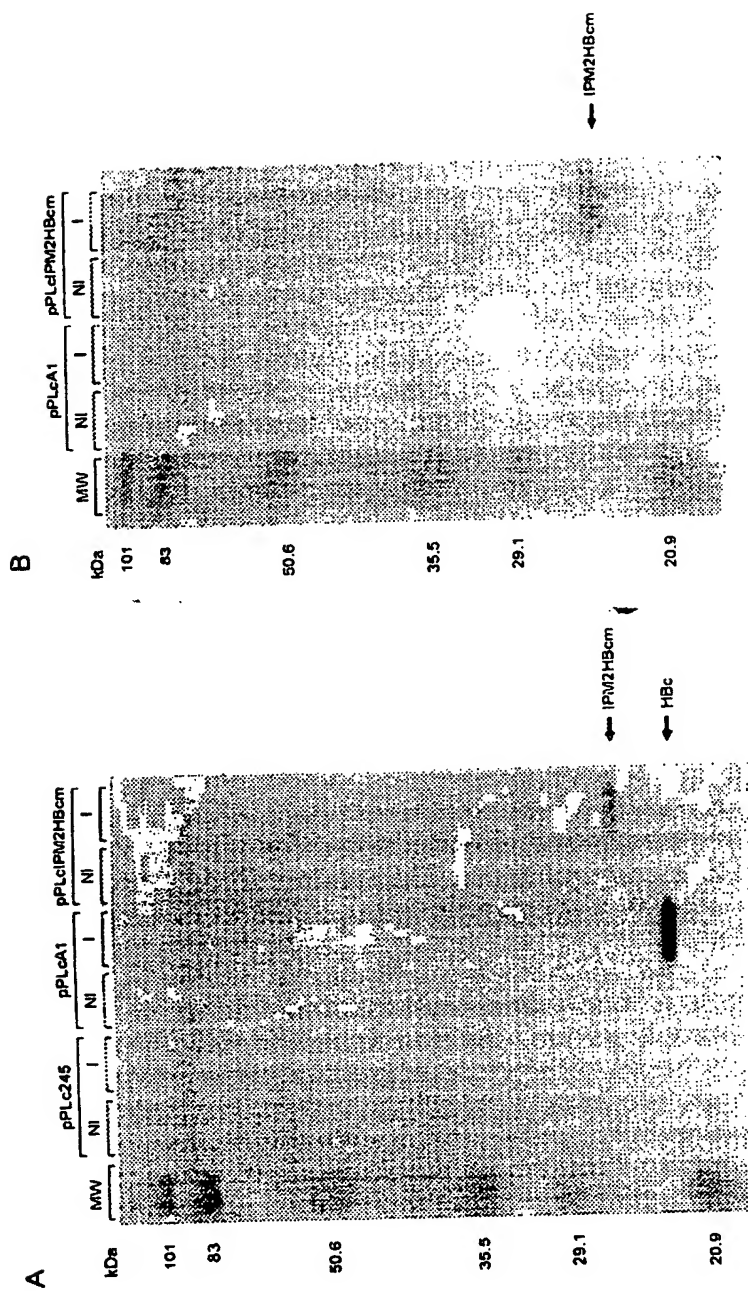 A
pPLc245 pPLcA1 pPLcIPM2HBcm
kDa MW NI I NI I NI I
101
83
50.6
35.5
29.1
20.9
IPM2HBcm
HBc
B
pPLcA1 pPLcIPM2HBcm
kDa MW NI I NI I
101
83
50.6
35.5
29.1
20.9
IPM2HBcm